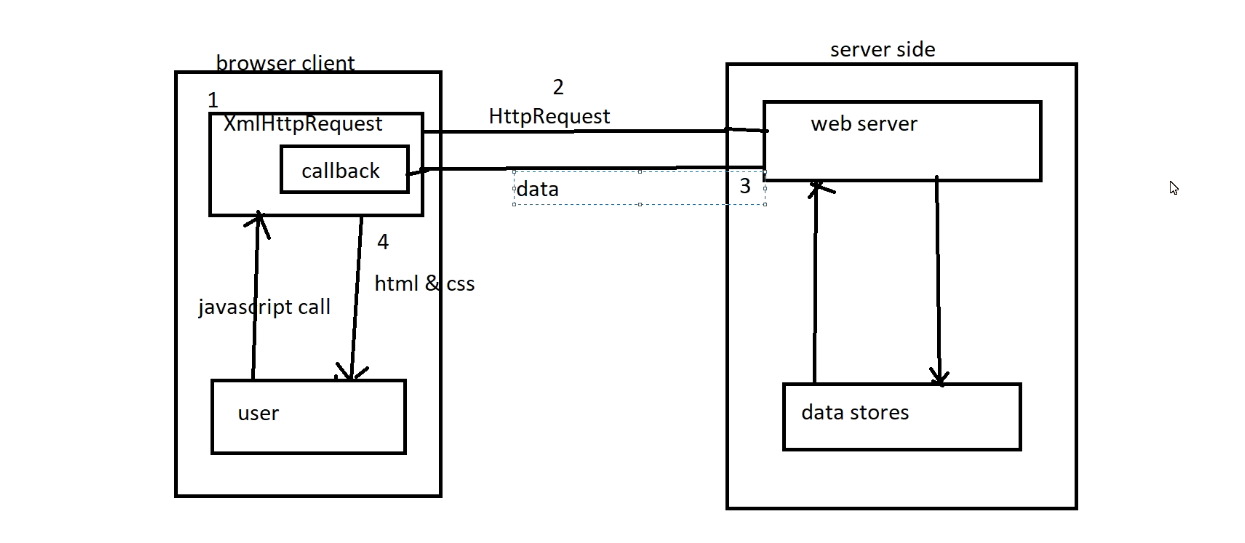 browser client
server side
1
XmlHttpRequest
callback
2
HttpRequest
web server
data
3
4
html & css
javascript call
user
data stores